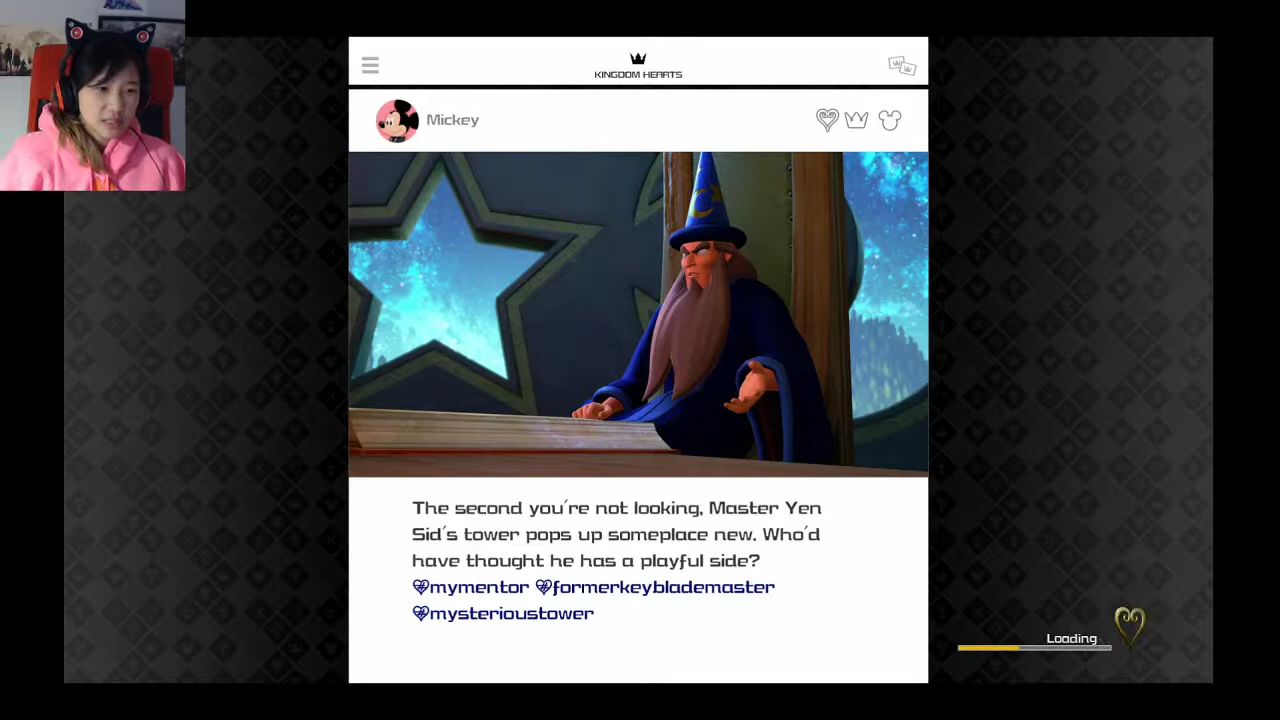 KINGDOM HEARTS
Mickey
The second you're not looking, Master Yen
Sid's tower pops up someplace new. Who'd
have thought he has a playful side?
mymentor formerkeyblademaster
mysterioustower
Loading